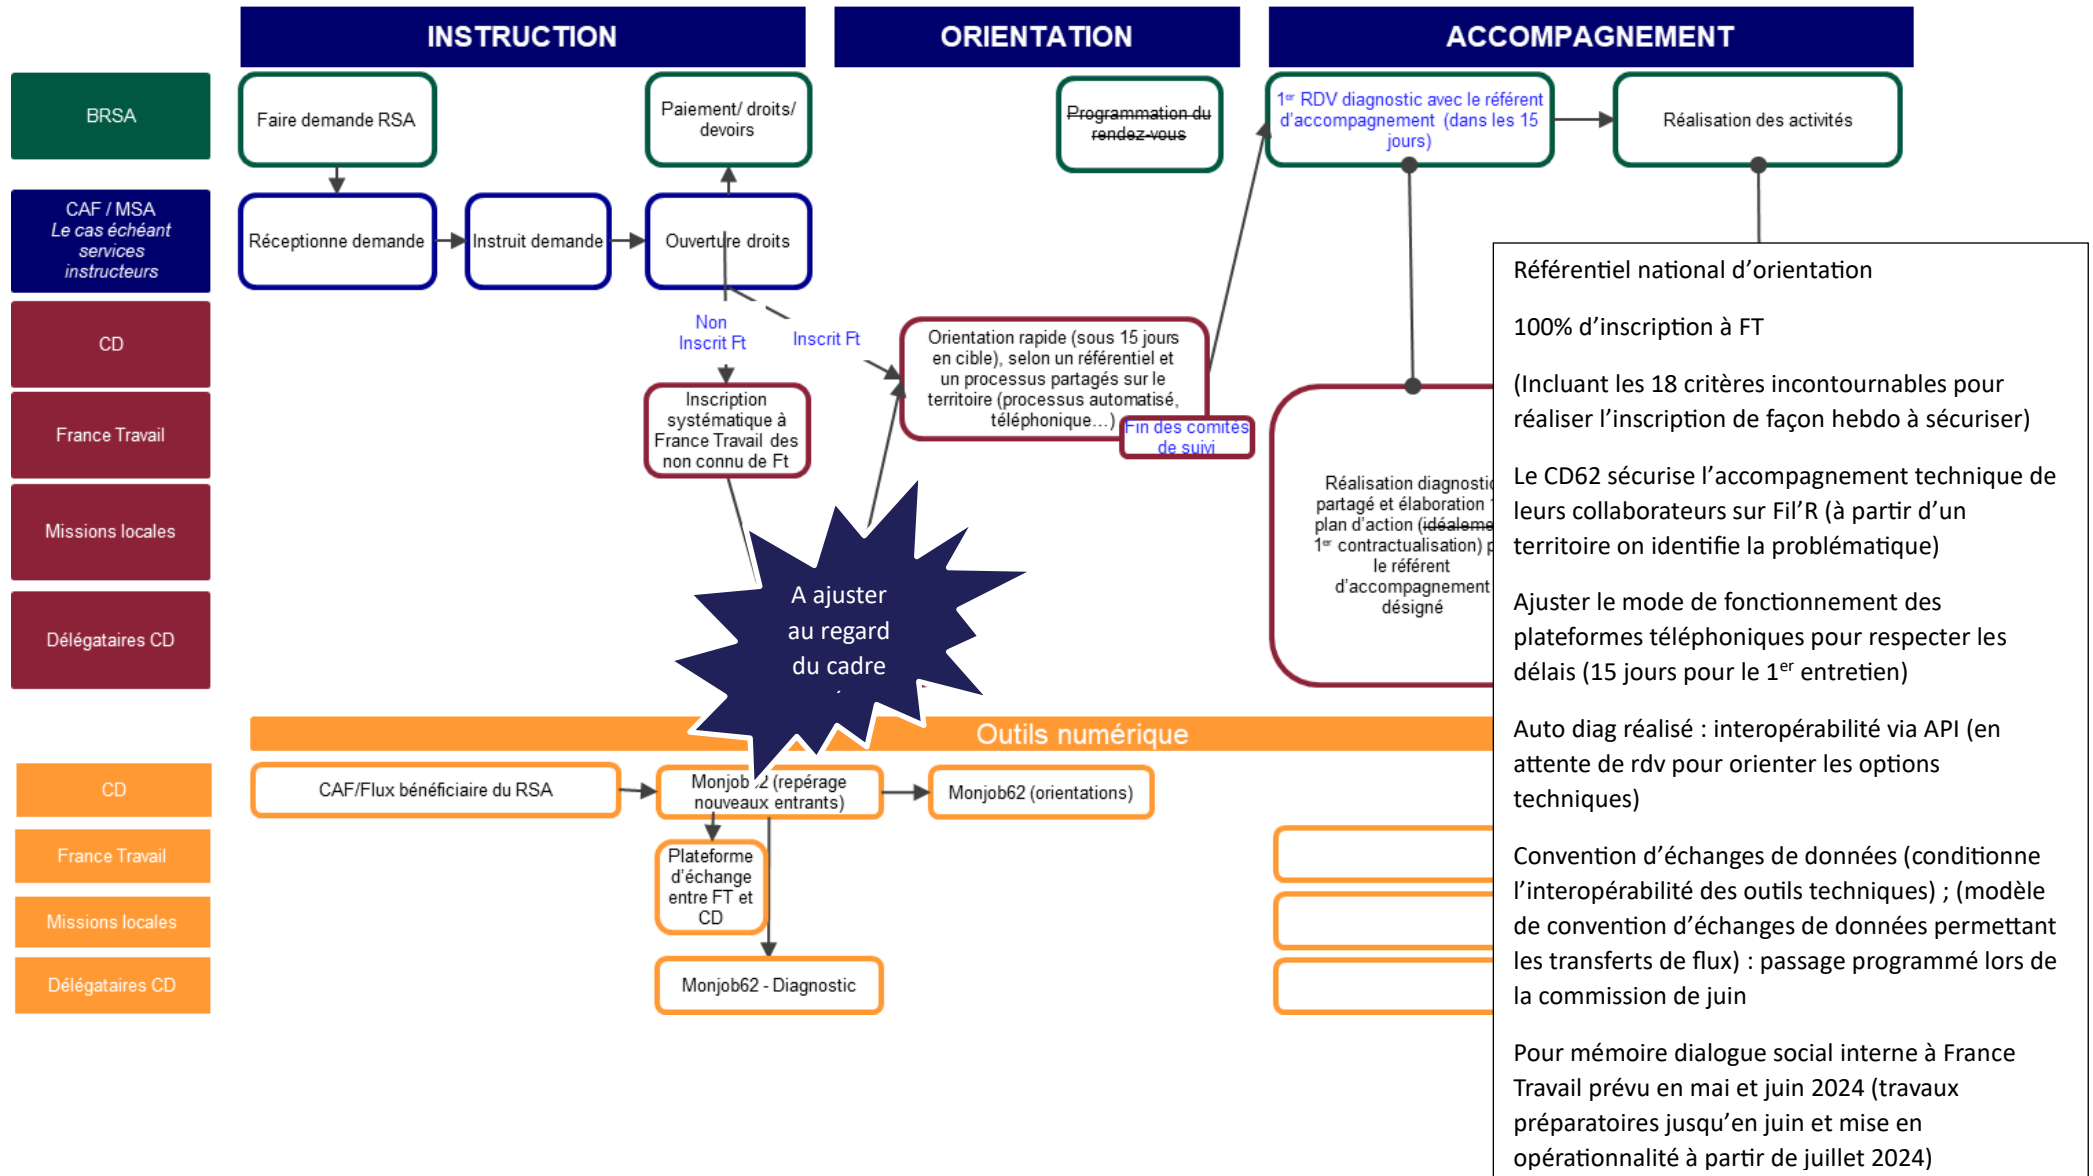 INSTRUCTION
ORIENTATION
ACCOMPAGNEMENT
BRSA
Faire demande RSA
Paiement/ droits/
devoirs
Programmation du
rendez-vous
1er RDV diagnostic avec le référent
d'accompagnement (dans les 15
jours)
Réalisation des activités
CAF / MSA
Le cas échéant
services
instructeurs
Réceptionne demande
Instruit demande
Ouverture droits
CD
France Travail
Missions locales
Délégataires CD
Non
Inscrit Ft
Inscrit Ft
Inscription
systématique à
France Travail des
non connu de Ft
Orientation rapide (sous 15 jours
en cible), selon un référentiel et
un processus partagés sur le
territoire (processus automatisé,
téléphonique…)
Fin des comités
de suivi
A ajuster
au regard
du cadre
Réalisation diagnostic
partagé et élaboration
plan d'action (idéaleme
1er contractualisation) p
le référent
d'accompagnement
désigné
Référentiel national d’orientation
100% d’inscription à FT
(Incluant les 18 critères incontournables pour
réaliser l’inscription de façon hebdo à sécuriser)
Le CD62 sécurise l’accompagnement technique de
leurs collaborateurs sur Fil’R (à partir d’un
territoire on identifie la problématique)
Ajuster le mode de fonctionnement des
plateformes téléphoniques pour respecter les
délais (15 jours pour le 1er entretien)
Auto diag réalisé : interopérabilité via API (en
attente de rdv pour orienter les options
techniques)
Convention d’échanges de données (conditionne
l’interopérabilité des outils techniques) ; (modèle
de convention d’échanges de données permettant
les transferts de flux) : passage programmé lors de
la commission de juin
Pour mémoire dialogue social interne à France
Travail prévu en mai et juin 2024 (travaux
préparatoires jusqu’en juin et mise en
opérationnalité à partir de juillet 2024)
Outils numérique
CD
CAF/Flux bénéficiaire du RSA
Monjob62 (repérage
nouveaux entrants)
Monjob62 (orientations)
France Travail
Plateforme
d'échange
entre FT et
CD
Missions locales
Délégataires CD
Monjob62 - Diagnostic